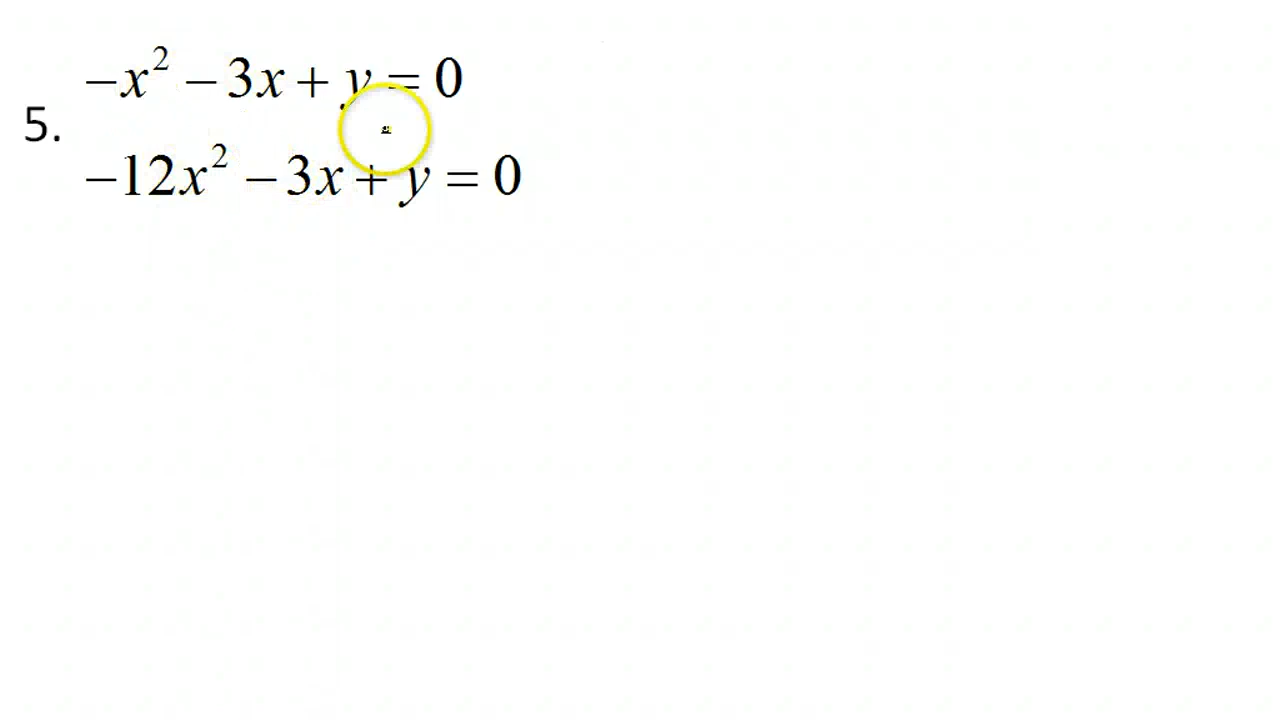 -x² - 3x + y = 0
5.
-12x² - 3x + y = 0